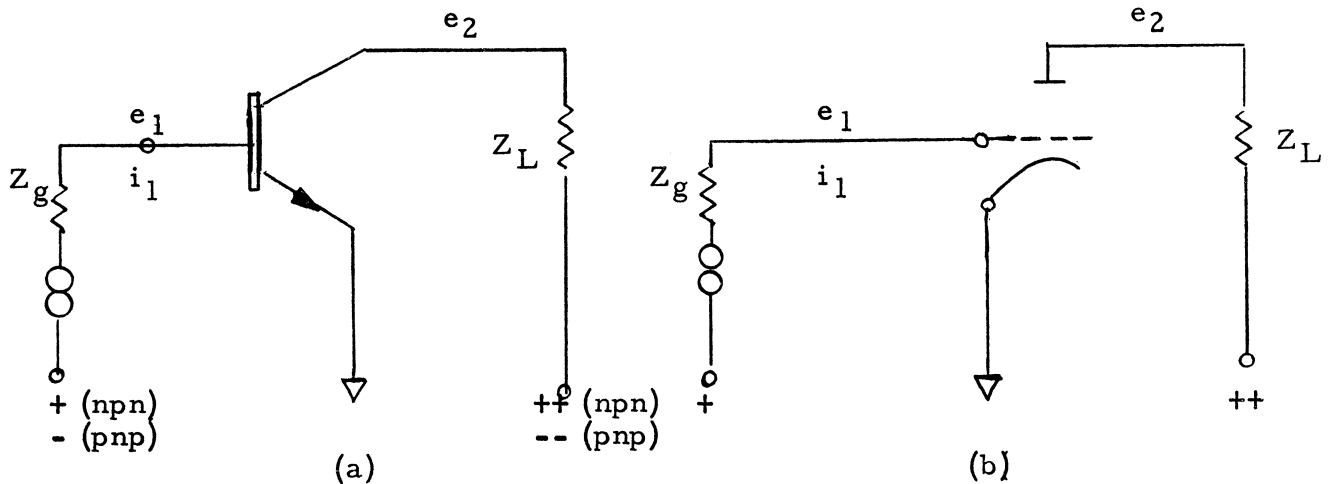 e2
e1
Zg
i1
ZL
+ (npn)
- (pnp)
++ (npn)
-- (pnp)
(a)
e2
e1
Zg
i1
ZL
+
++
(b)